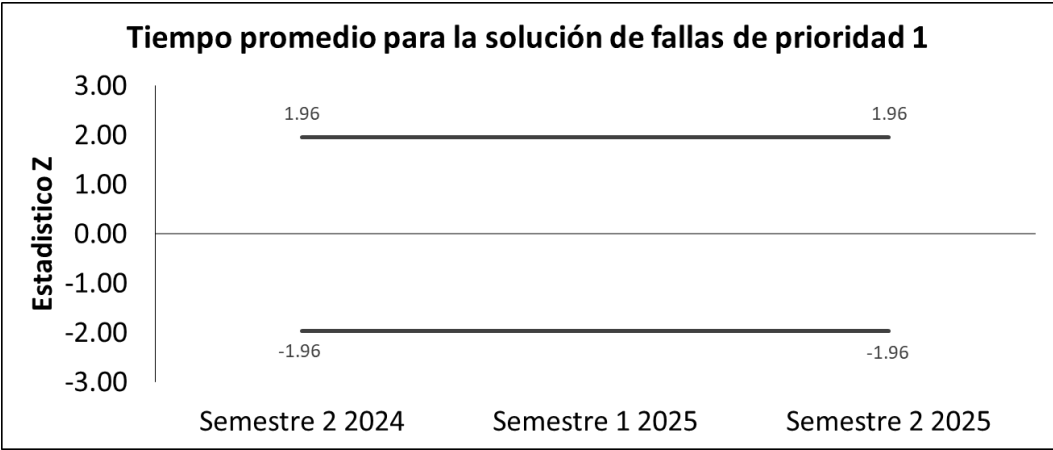 Tiempo promedio para la solución de fallas de prioridad 1
Estadistico Z
3.00
2.00
1.00
0.00
-1.00
-2.00
-3.00
1.96
1.96
-1.96
-1.96
Semestre 2 2024
Semestre 1 2025
Semestre 2 2025